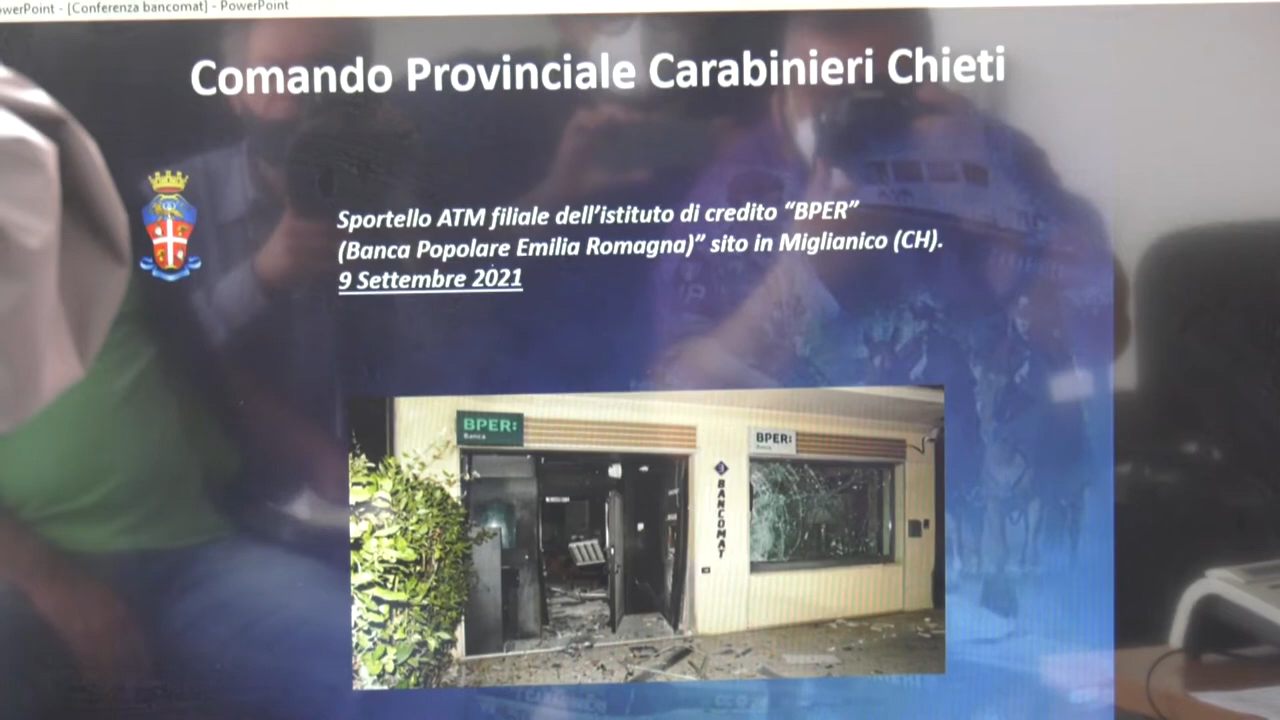 werPoint - [Conferenza bancomat] - PowerPoint
Comando Provinciale Carabinieri Chieti
Sportello ATM filiale dell’istituto di credito “BPER”
(Banca Popolare Emilia Romagna)” sito in Miglianico (CH).
9 Settembre 2021
BPER:
Banca
BPER:
Banca
BANCOMAT